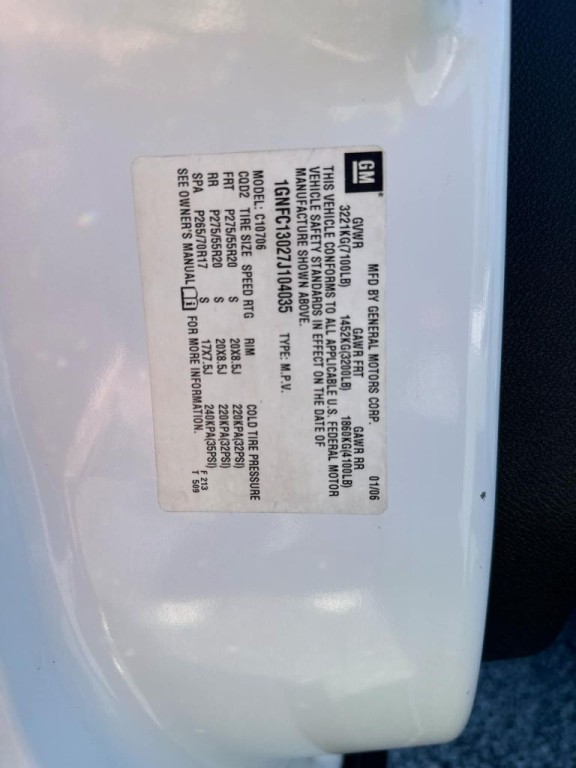 GM
MFD BY GENERAL MOTORS CORP. 01/06
GVWR GAWR FRT GAWR RR
3221KG(7100LB) 1452KG(3200LB) 1860KG(4100LB)
THIS VEHICLE CONFORMS TO ALL APPLICABLE U.S. FEDERAL MOTOR
VEHICLE SAFETY STANDARDS IN EFFECT ON THE DATE OF
MANUFACTURE SHOWN ABOVE.
1GNFC13027J104035 TYPE: M.P.V.
MODEL: C10706
CQD2 TIRE SIZE SPEED RTG RIM COLD TIRE PRESSURE
FRT P275/55R20 S 20X8.5J 220KPA(32PSI)
RR P275/55R20 S 20X8.5J 220KPA(32PSI)
SPA P265/70R17 S 17X7.5J 240KPA(35PSI)
SEE OWNER'S MANUAL FOR MORE INFORMATION.
F 213
T 509